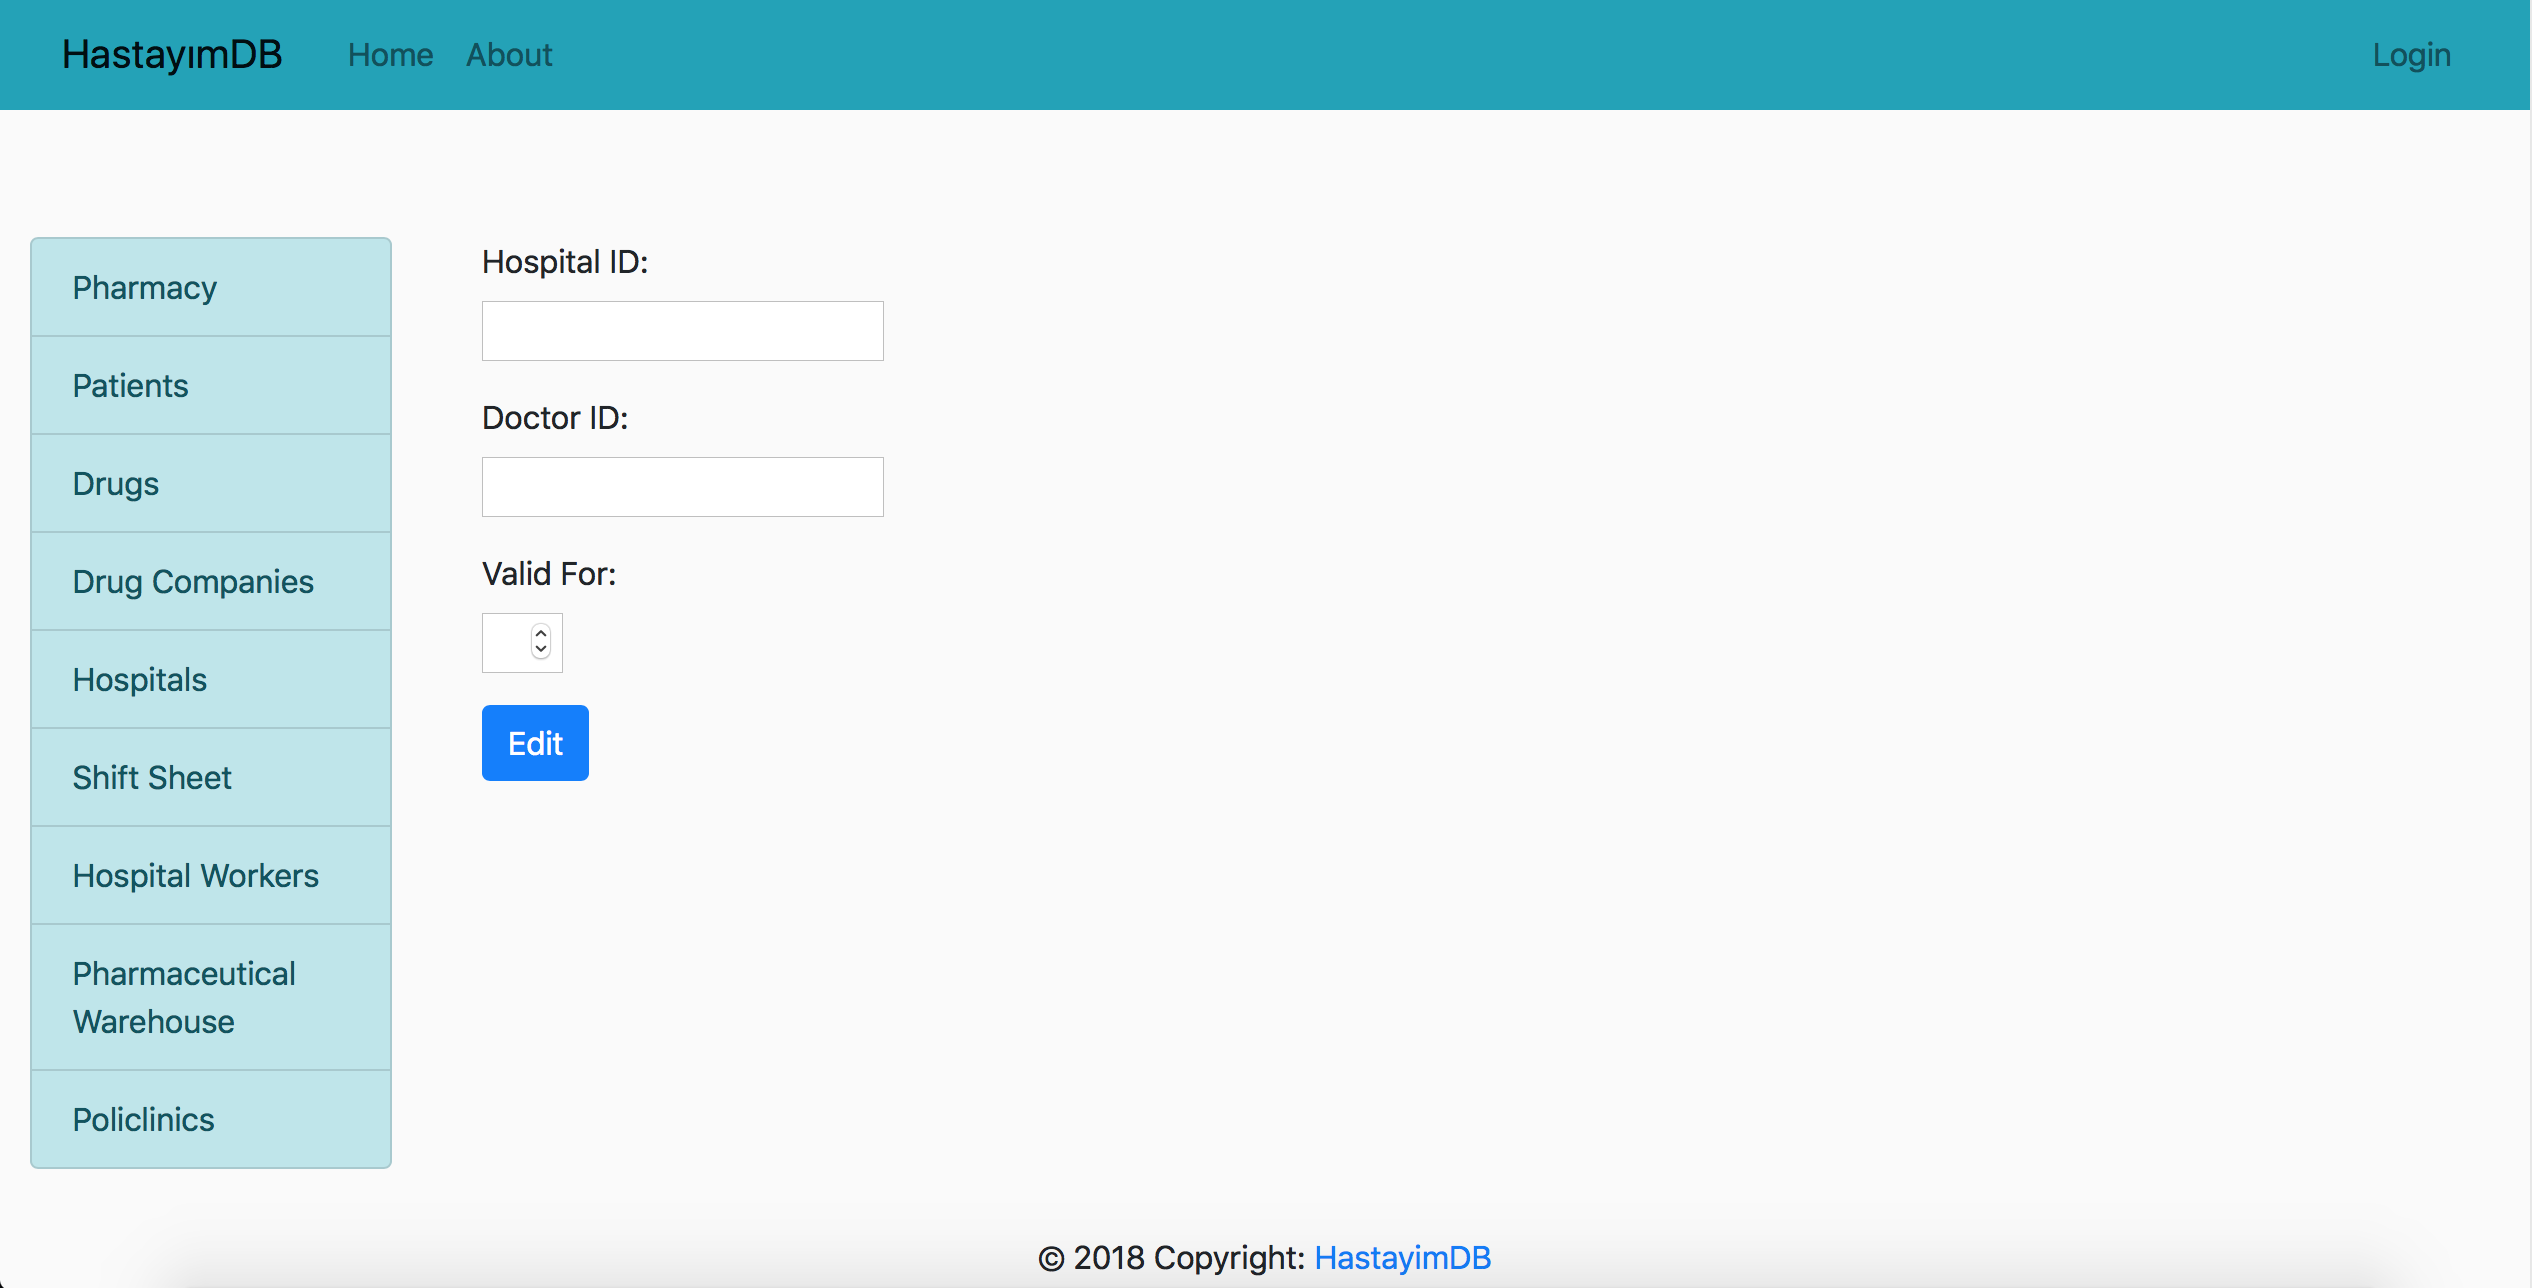 HastayımDB Home About Login
Hospital ID:
Doctor ID:
Valid For:
Edit
Pharmacy
Patients
Drugs
Drug Companies
Hospitals
Shift Sheet
Hospital Workers
Pharmaceutical
Warehouse
Policlinics
© 2018 Copyright: HastayimDB